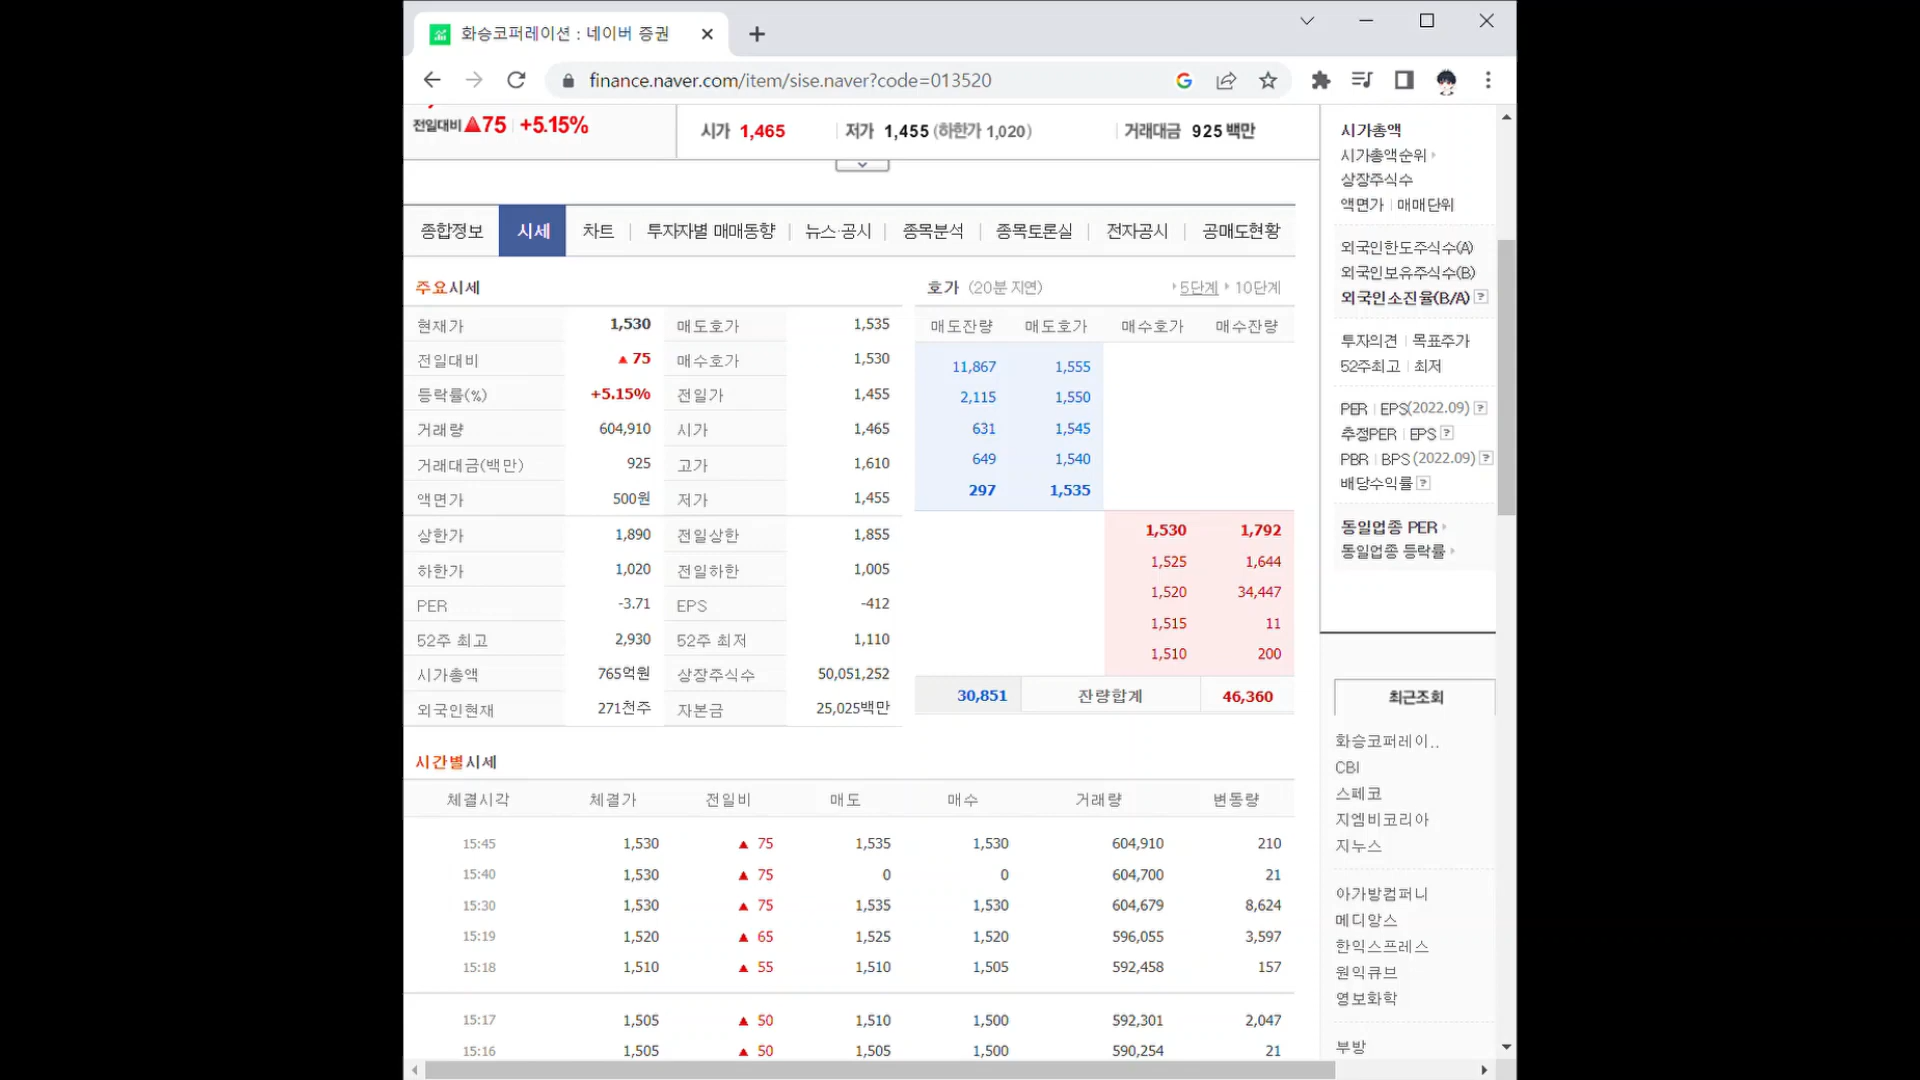 화승코퍼레이션 : 네이버 증권
finance.naver.com/item/sise.naver?code=013520
전일대비 ▲75 +5.15%
시가 1,465 저가 1,455 (하한가 1,020) 거래대금 925 백만
종합정보 시세 차트 투자자별 매매동향 뉴스·공시 종목분석 종목토론실 전자공시 공매도현황
주요시세
현재가 1,530 매도호가 1,535
전일대비 ▲ 75 매수호가 1,530
등락률(%) +5.15% 전일가 1,455
거래량 604,910 시가 1,465
거래대금(백만) 925 고가 1,610
액면가 500원 저가 1,455
상한가 1,890 전일상한 1,855
하한가 1,020 전일하한 1,005
PER -3.71 EPS -412
52주 최고 2,930 52주 최저 1,110
시가총액 765억원 상장주식수 50,051,252
외국인현재 271천주 자본금 25,025백만
호가 (20분 지연) 5단계 10단계
매도잔량 매도호가 매수호가 매수잔량
11,867 1,555
2,115 1,550
631 1,545
649 1,540
297 1,535
1,530 1,792
1,525 1,644
1,520 34,447
1,515 11
1,510 200
30,851 잔량합계 46,360
시간별시세
체결시각 체결가 전일비 매도 매수 거래량 변동량
15:45 1,530 ▲ 75 1,535 1,530 604,910 210
15:40 1,530 ▲ 75 0 0 604,700 21
15:30 1,530 ▲ 75 1,535 1,530 604,679 8,624
15:19 1,520 ▲ 65 1,525 1,520 596,055 3,597
15:18 1,510 ▲ 55 1,510 1,505 592,458 157
15:17 1,505 ▲ 50 1,510 1,500 592,301 2,047
15:16 1,505 ▲ 50 1,505 1,500 590,254 21
시가총액
시가총액순위
상장주식수
액면가 매매단위
외국인한도주식수(A)
외국인보유주식수(B)
외국인소진율(B/A) ?
투자의견 목표주가
52주최고 최저
PER EPS(2022.09) ?
추정PER EPS ?
PBR BPS (2022.09) ?
배당수익률 ?
동일업종 PER
동일업종 등락률
최근조회
화승코퍼레이..
CBI
스페코
지엠비코리아
지누스
아가방컴퍼니
메디앙스
한익스프레스
원익큐브
영보화학
부방